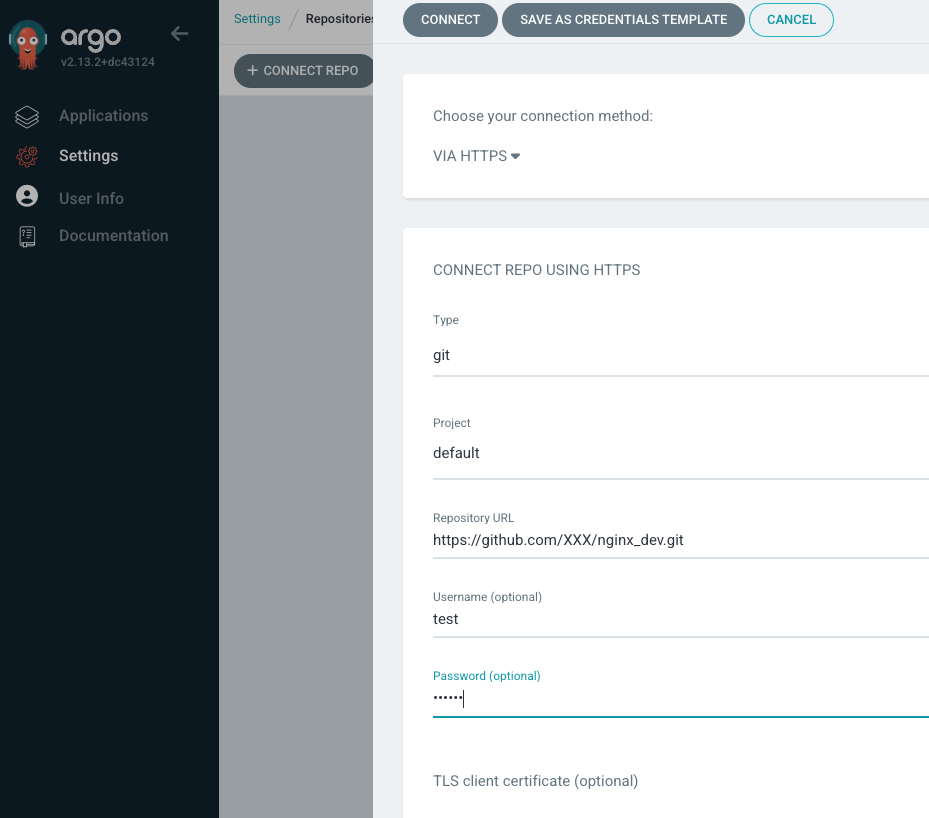 argo
v2.13.2+dc43124
Applications
Settings
User Info
Documentation
Settings / Repositories
+ CONNECT REPO
CONNECT
SAVE AS CREDENTIALS TEMPLATE
CANCEL
Choose your connection method:
VIA HTTPS
CONNECT REPO USING HTTPS
Type
git
Project
default
Repository URL
https://github.com/XXX/nginx_dev.git
Username (optional)
test
Password (optional)
••••••
TLS client certificate (optional)